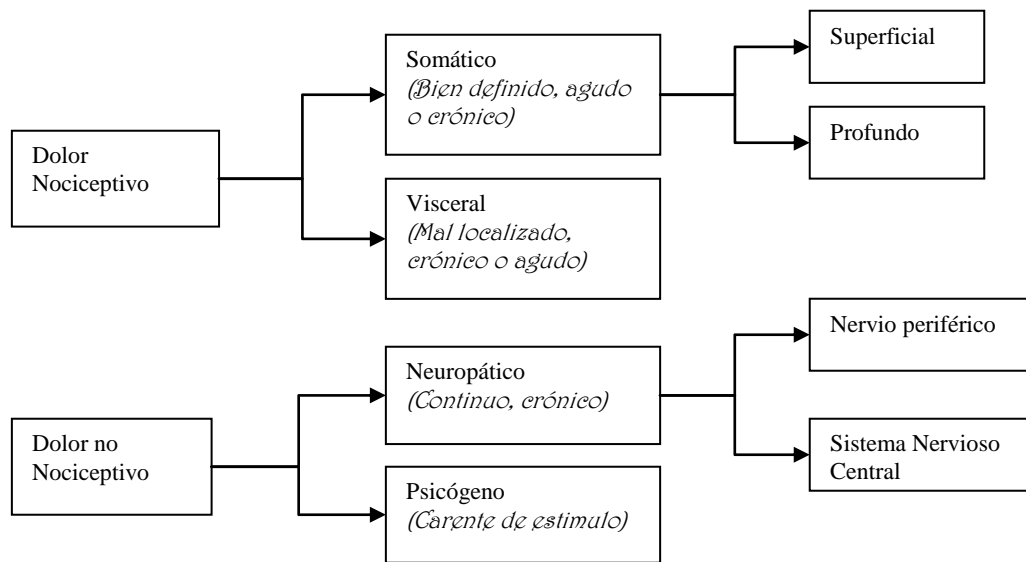 Dolor
Nociceptivo
Somático
(Bien definido, agudo
o crónico)
Superficial
Profundo
Visceral
(Mal localizado,
crónico o agudo)
Dolor no
Nociceptivo
Neuropático
(Continuo, crónico)
Nervio periférico
Sistema Nervioso
Central
Psicógeno
(Carente de estimulo)